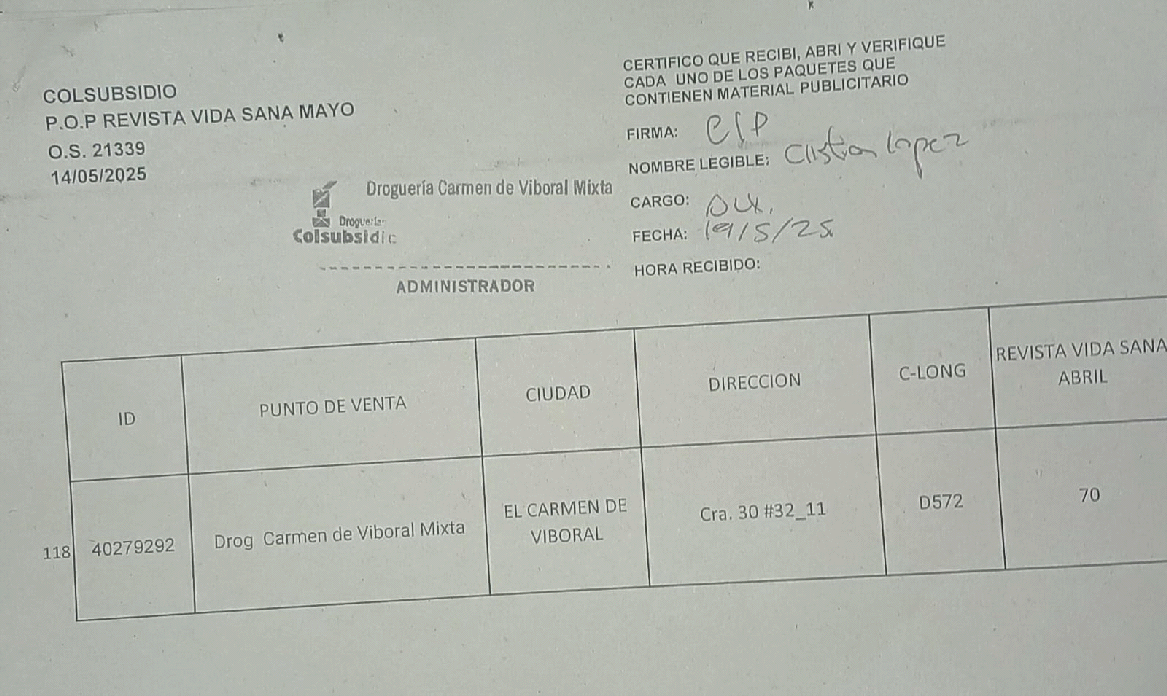 COLSUBSIDIO
P.O.P REVISTA VIDA SANA MAYO
O.S. 21339
14/05/2025
Droguería Carmen de Viboral Mixta
Droguería
Colsubsidio
ADMINISTRADOR
CERTIFICO QUE RECIBI, ABRI Y VERIFIQUE
CADA UNO DE LOS PAQUETES QUE
CONTIENEN MATERIAL PUBLICITARIO
FIRMA:
NOMBRE LEGIBLE: Cristian lopez
CARGO:
FECHA: 19/5/25
HORA RECIBIDO:
ID PUNTO DE VENTA CIUDAD DIRECCION C-LONG REVISTA VIDA SANA
ABRIL
118 40279292 Drog Carmen de Viboral Mixta EL CARMEN DE Cra. 30 #32_11 D572 70
VIBORAL